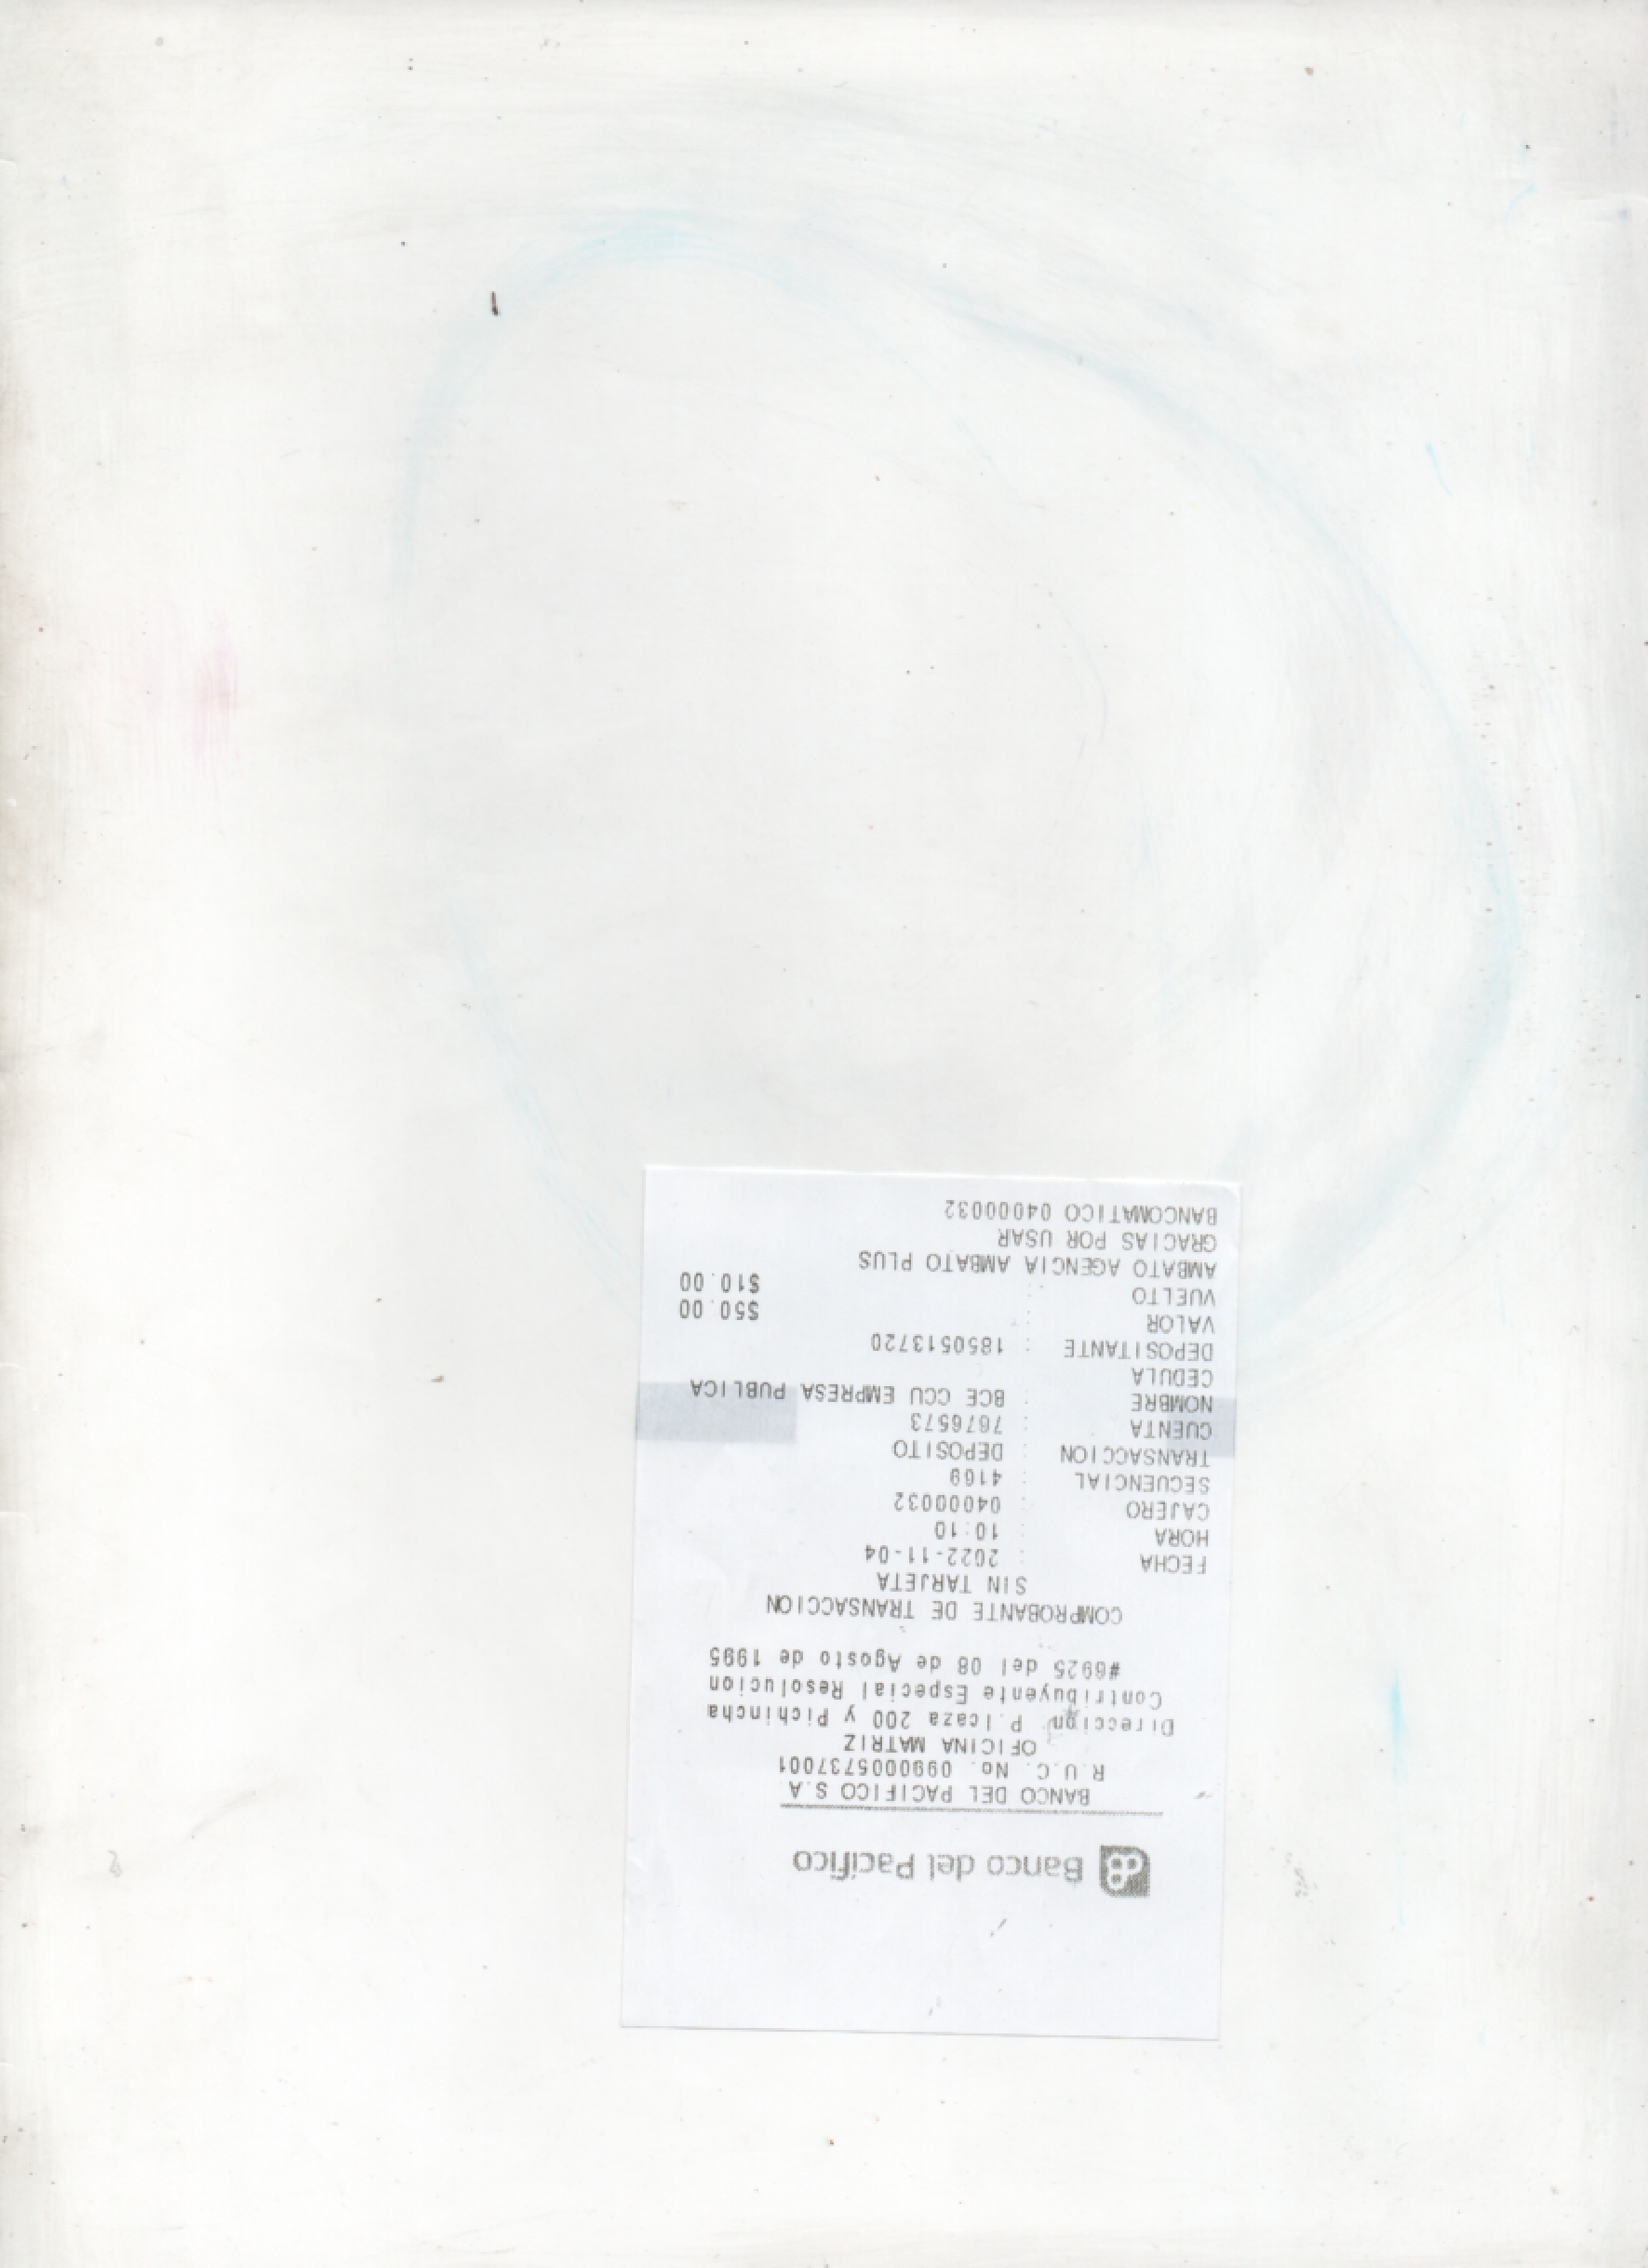 Banco del Pacífico
BANCO DEL PACIFICO S.A
R.U.C. No. 0990005737001
OFICINA MATRIZ
Direccion P.Icaza 200 y Pichincha
Contribuyente Especial Resolucion
#6925 del 08 de Agosto de 1995
COMPROBANTE DE TRANSACCION
SIN TARJETA
FECHA : 2022-11-04
HORA : 10:10
CAJERO : 04000032
SECUENCIAL : 4169
TRANSACCION : DEPOSITO
CUENTA : 7676573
NOMBRE : BCE CCU EMPRESA PUBLICA
CEDULA
DEPOSITANTE : 1850513720
VALOR : $50.00
VUELTO : $10.00
AMBATO AGENCIA AMBATO PLUS
GRACIAS POR USAR
BANCOMATICO 04000032